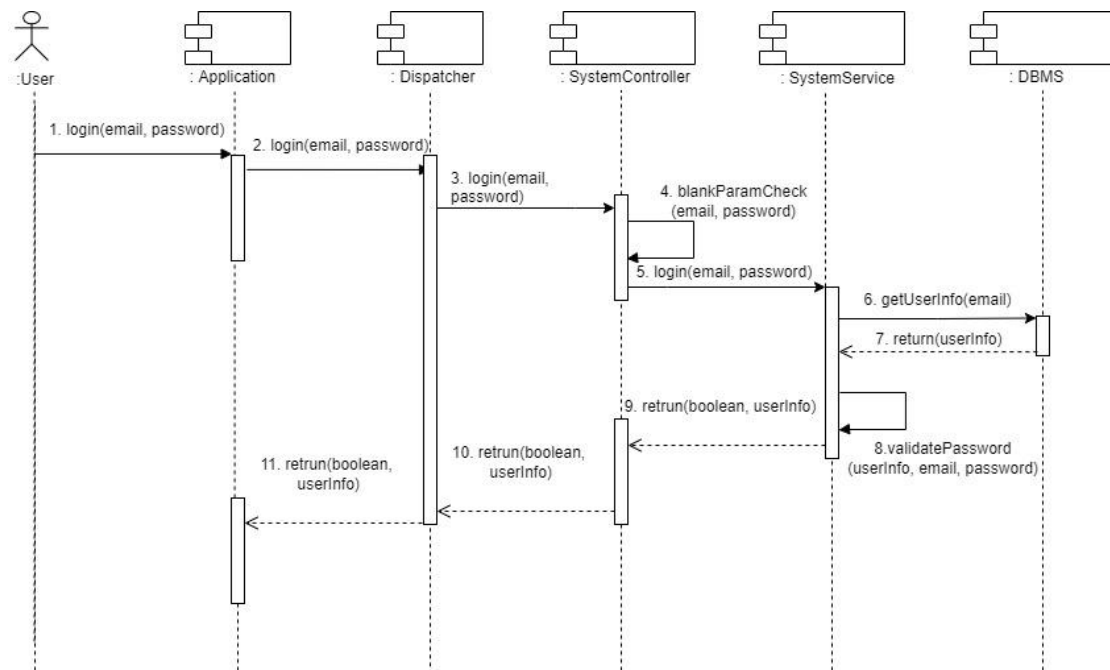 :User
: Application
: Dispatcher
: SystemController
: SystemService
: DBMS
1. login(email, password)
2. login(email, password)
3. login(email,
password)
4. blankParamCheck
(email, password)
5. login(email, password)
6. getUserInfo(email)
7. return(userInfo)
8.validatePassword
(userInfo, email, password)
9. retrun(boolean, userInfo)
10. retrun(boolean,
userInfo)
11. retrun(boolean,
userInfo)